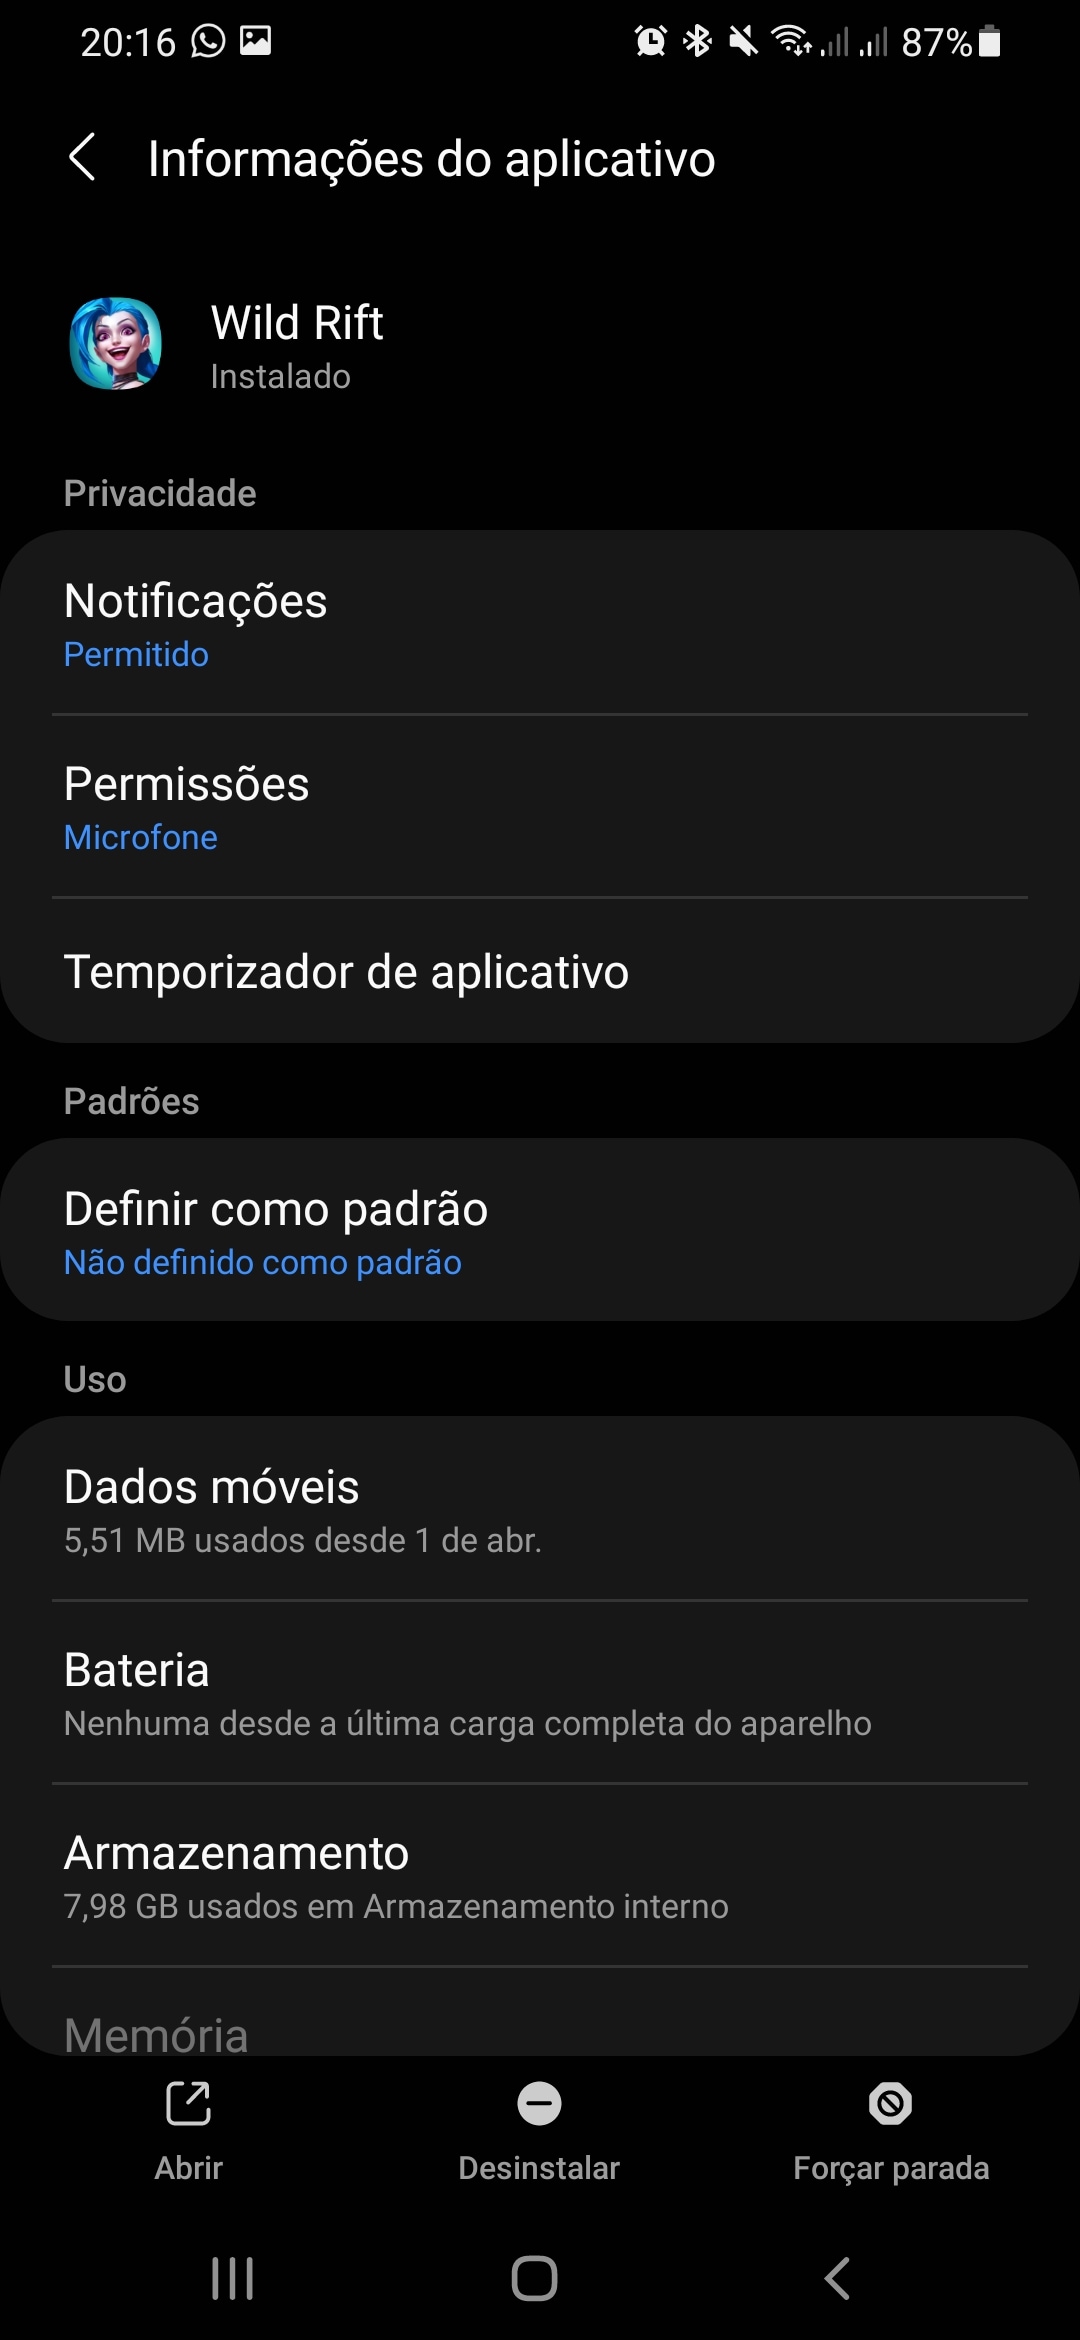 20:16
87%
Informações do aplicativo
Wild Rift
Instalado
Privacidade
Notificações
Permitido
Permissões
Microfone
Temporizador de aplicativo
Padrões
Definir como padrão
Não definido como padrão
Uso
Dados móveis
5,51 MB usados desde 1 de abr.
Bateria
Nenhuma desde a última carga completa do aparelho
Armazenamento
7,98 GB usados em Armazenamento interno
Memória
Abrir
Desinstalar
Forçar parada